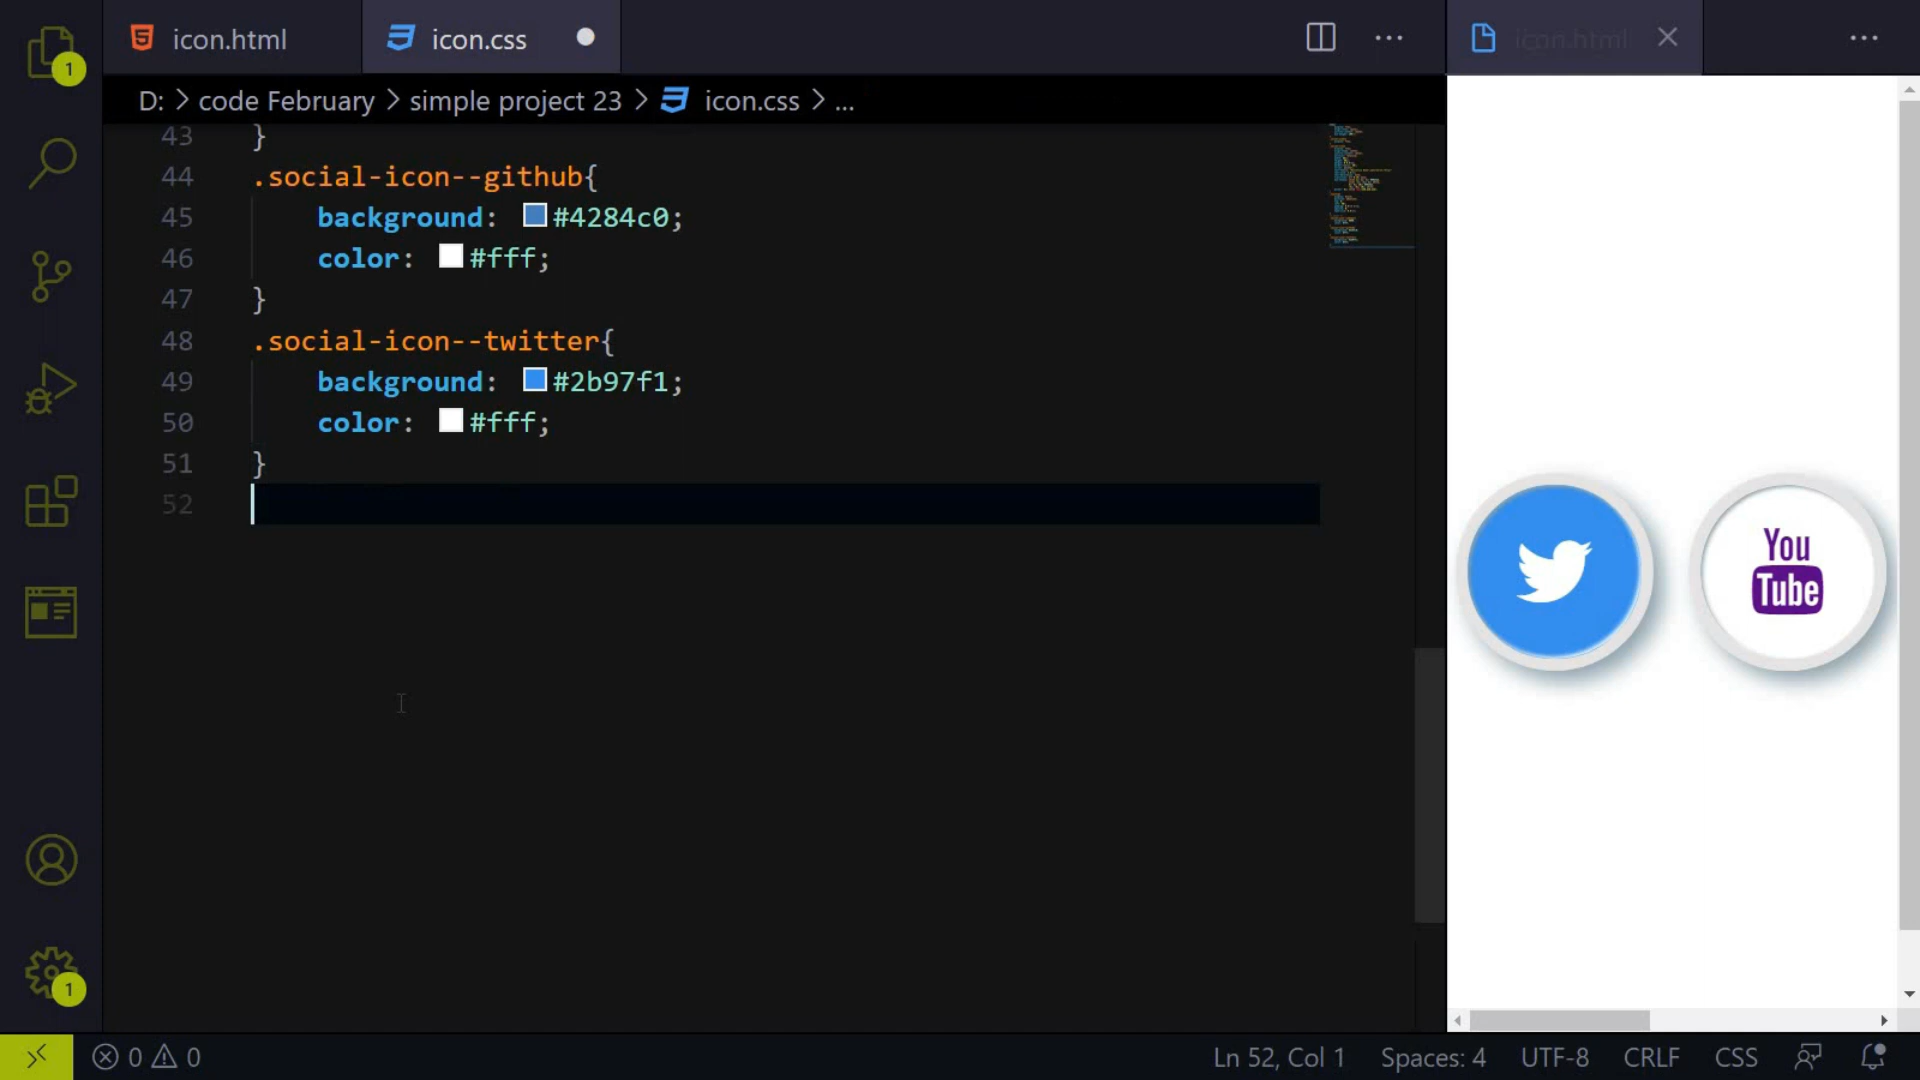 icon.html
icon.css
icon.html
D: > code February > simple project 23 > icon.css > ...
43 }
44 .social-icon--github{
45 background: #4284c0;
46 color: #fff;
47 }
48 .social-icon--twitter{
49 background: #2b97f1;
50 color: #fff;
51 }
52
You
Tube
1
1
0 0
Ln 52, Col 1
Spaces: 4
UTF-8
CRLF
CSS